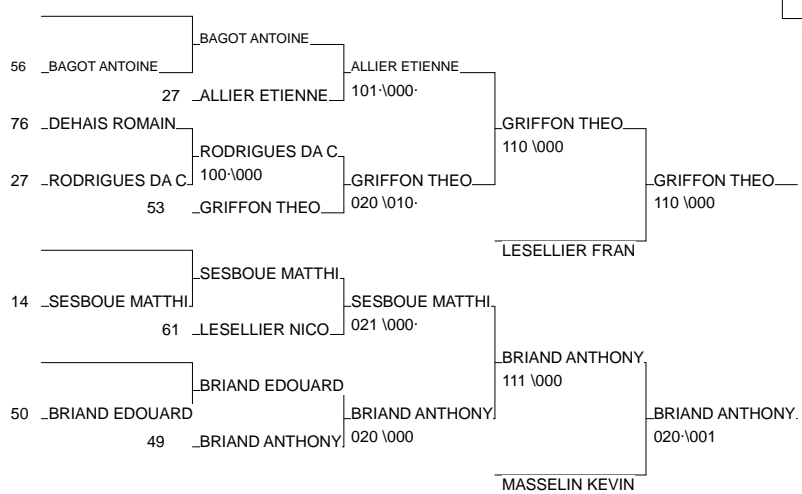 BAGOT ANTOINE
56 BAGOT ANTOINE
ALLIER ETIENNE
27 ALLIER ETIENNE
101·\000·
76 DEHAIS ROMAIN
GRIFFON THEO
110 \000
RODRIGUES DA C
100·\000
27 RODRIGUES DA C
GRIFFON THEO
020 \010·
GRIFFON THEO
110 \000
53 GRIFFON THEO
LESELLIER FRAN
SESBOUE MATTHI
14 SESBOUE MATTHI
SESBOUE MATTHI
021 \000·
61 LESELLIER NICO
BRIAND ANTHONY
111 \000
BRIAND EDOUARD
50 BRIAND EDOUARD
BRIAND ANTHONY
020 \000
BRIAND ANTHONY
020·\001
49 BRIAND ANTHONY
MASSELIN KEVIN